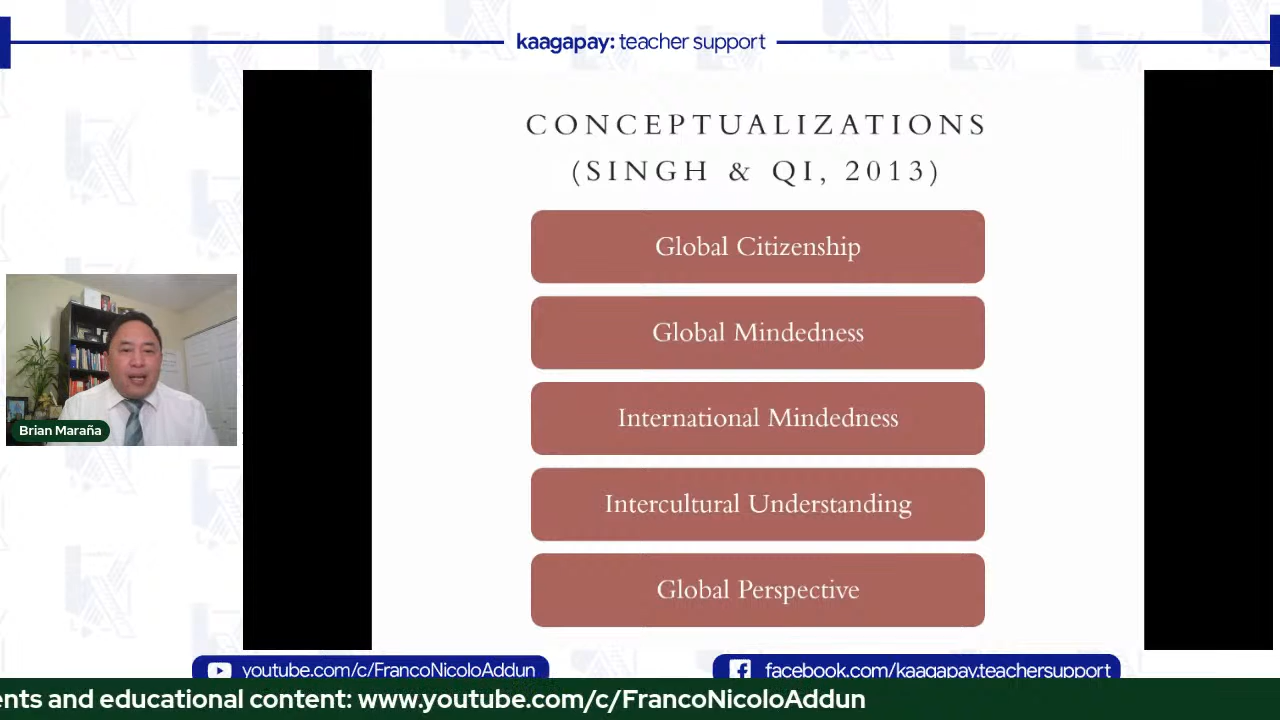 kaagapay: teacher support
CONCEPTUALIZATIONS
(SINGH & QI, 2013)
Global Citizenship
Global Mindedness
International Mindedness
Intercultural Understanding
Global Perspective
Brian Maraña
youtube.com/c/FrancoNicoloAddun
facebook.com/kaagapay.teachersupport
and educational content: www.youtube.com/c/FrancoNicoloAddun